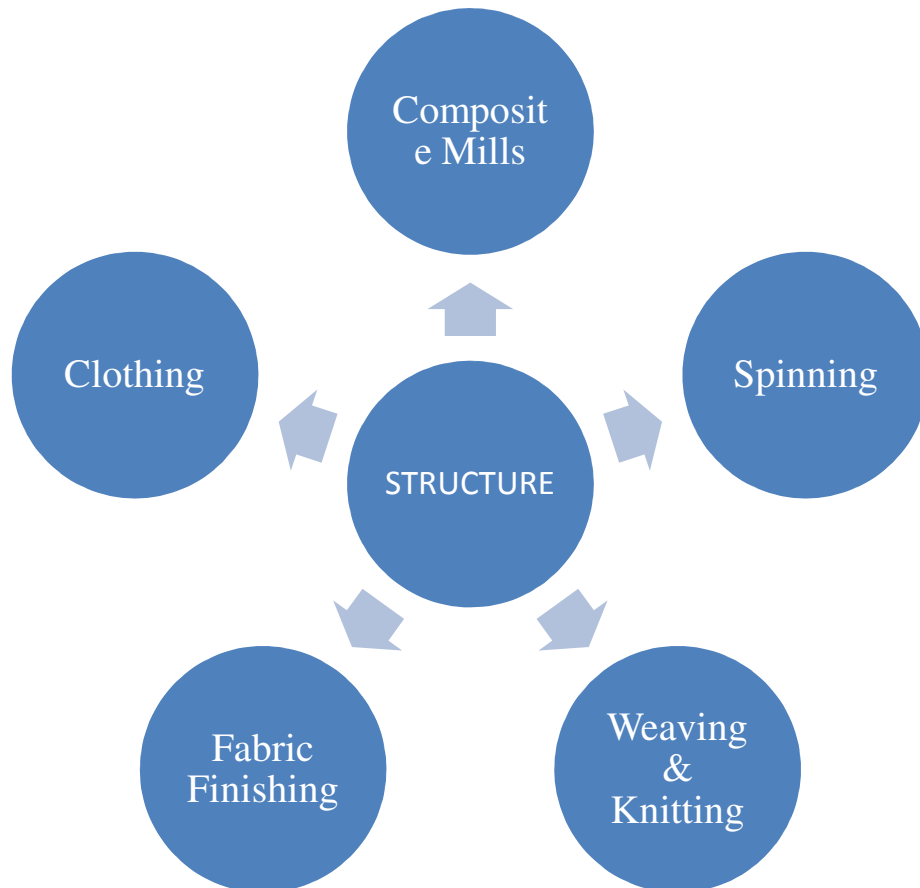 Composit
e Mills
Clothing
Spinning
STRUCTURE
Fabric
Finishing
Weaving
&
Knitting